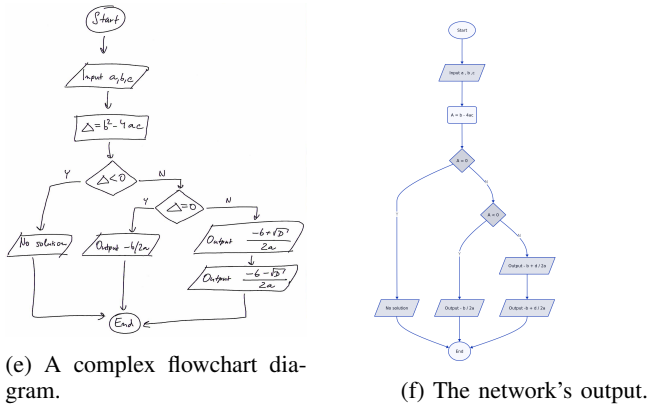 Start
Input a,b,c
Δ=b²-4ac
Δ<0
Y
N
Δ=0
Y
N
No solution
Output -b/2a
Output -b+√D / 2a
Output -b-√D / 2a
End
(e) A complex flowchart dia-
gram.
Start
Input a , b , c
A = b - 4ac
A = 0
A = 0
Output - b + d / 2a
No solution
Output - b / 2a
Output -b + d / 2a
End
(f) The network's output.